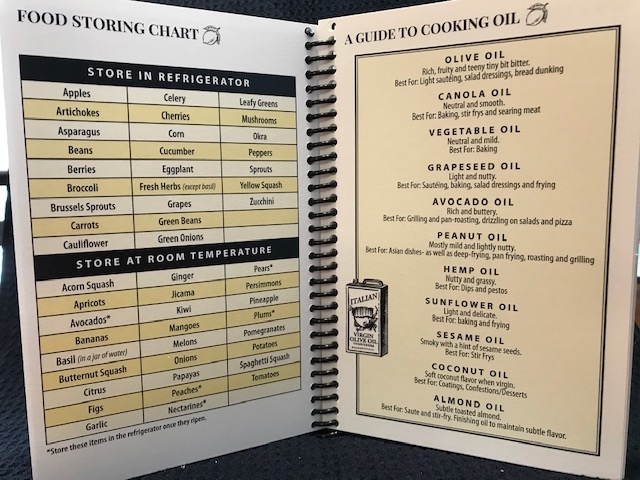 FOOD STORING CHART
STORE IN REFRIGERATOR
Apples Celery Leafy Greens
Artichokes Cherries Mushrooms
Asparagus Corn Okra
Beans Cucumber Peppers
Berries Eggplant Sprouts
Broccoli Fresh Herbs (except basil) Yellow Squash
Brussels Sprouts Grapes Zucchini
Carrots Green Beans
Cauliflower Green Onions
STORE AT ROOM TEMPERATURE
Acorn Squash Ginger Pears*
Apricots Jicama Persimmons
Avocados* Kiwi Pineapple
Bananas Mangoes Plums*
Basil (in a jar of water) Melons Pomegranates
Butternut Squash Onions Potatoes
Citrus Papayas Spaghetti Squash
Figs Peaches* Tomatoes
Garlic Nectarines*
*Store these items in the refrigerator once they ripen.
A GUIDE TO COOKING OIL
OLIVE OIL
Rich, fruity and teeny tiny bit bitter.
Best For: Light sautéing, salad dressings, bread dunking
CANOLA OIL
Neutral and smooth.
Best For: Baking, stir frys and searing meat
VEGETABLE OIL
Neutral and mild.
Best For: Baking
GRAPESEED OIL
Light and nutty.
Best For: Sautéing, baking, salad dressings and frying
AVOCADO OIL
Rich and buttery.
Best For: Grilling and pan-roasting, drizzling on salads and pizza
PEANUT OIL
Mostly mild and lightly nutty.
Best For: Asian dishes- as well as deep-frying, pan frying, roasting and grilling
HEMP OIL
Nutty and grassy.
Best For: Dips and pestos
SUNFLOWER OIL
Light and delicate.
Best For: baking and frying
SESAME OIL
Smoky with a hint of sesame seeds.
Best For: Stir Frys
COCONUT OIL
Soft coconut flavor when virgin.
Best For: Coatings, Confestions/Desserts
ALMOND OIL
Subtle toasted almond.
Best For: Saute and stir-fry. Finishing oil to maintain subtle flavor.
ITALIAN
VIRGIN
OLIVE OIL